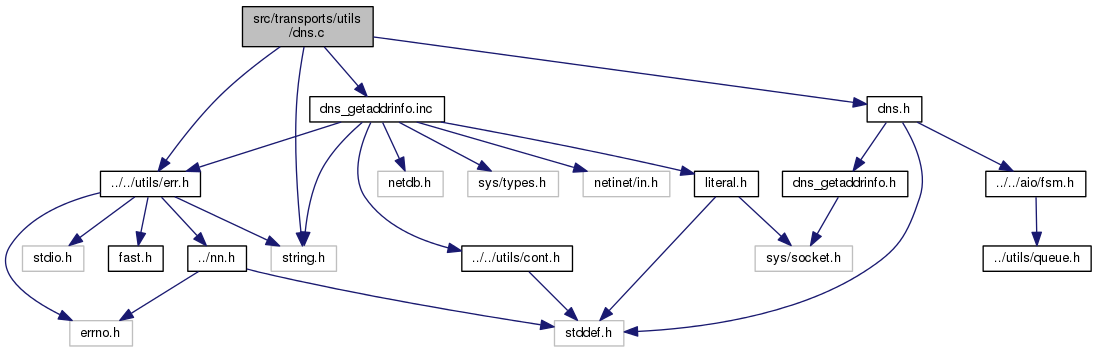 src/transports/utils
/dns.c
dns_getaddrinfo.inc
dns.h
../../utils/err.h
netdb.h
sys/types.h
netinet/in.h
literal.h
dns_getaddrinfo.h
../../aio/fsm.h
stdio.h
fast.h
../nn.h
string.h
../../utils/cont.h
sys/socket.h
../utils/queue.h
errno.h
stddef.h